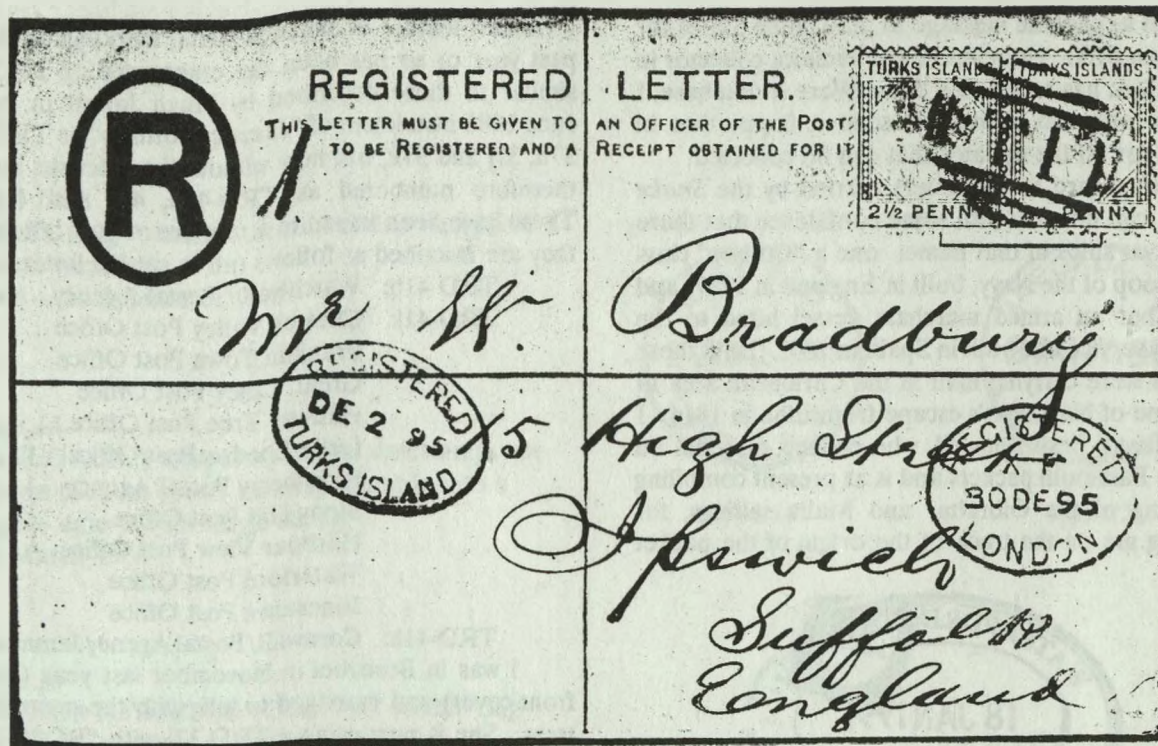 R
REGISTERED LETTER.
THIS LETTER MUST BE GIVEN TO AN OFFICER OF THE POST
TO BE REGISTERED AND A RECEIPT OBTAINED FOR IT
TURKS ISLANDS TURKS ISLANDS
2½ PENNY PENNY
Mr W. Bradbury
REGISTERED
DE 2 95
TURKS ISLAND
15 High Street
REGISTERED
30 DE 95
LONDON
Ipswich
Suffolk
England